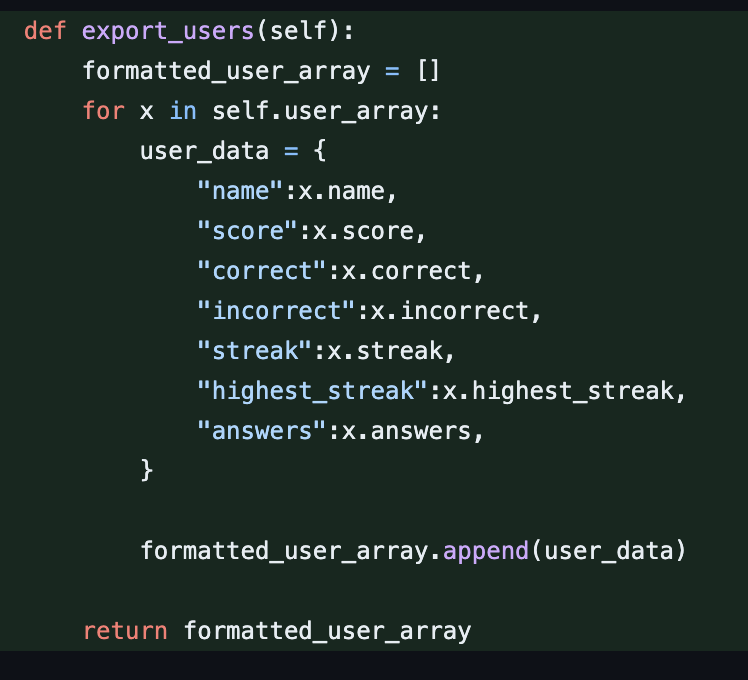 def export_users(self):
    formatted_user_array = []
    for x in self.user_array:
        user_data = {
            "name":x.name,
            "score":x.score,
            "correct":x.correct,
            "incorrect":x.incorrect,
            "streak":x.streak,
            "highest_streak":x.highest_streak,
            "answers":x.answers,
        }
        formatted_user_array.append(user_data)
    return formatted_user_array